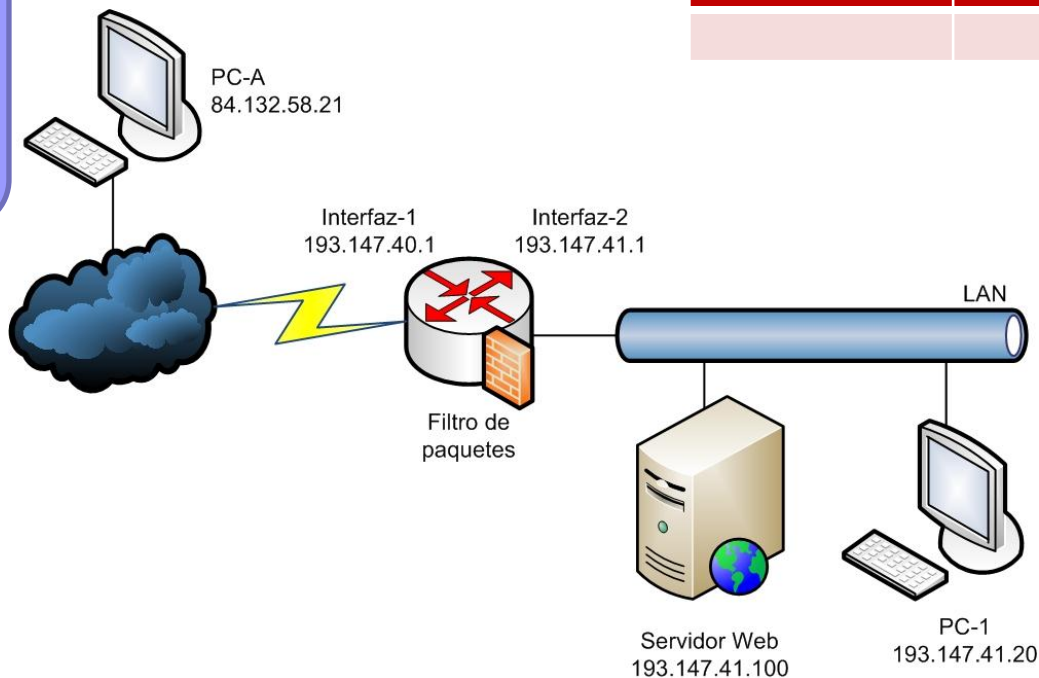 PC-A
84.132.58.21
Interfaz-1
193.147.40.1
Interfaz-2
193.147.41.1
LAN
Filtro de
paquetes
Servidor Web
193.147.41.100
PC-1
193.147.41.20